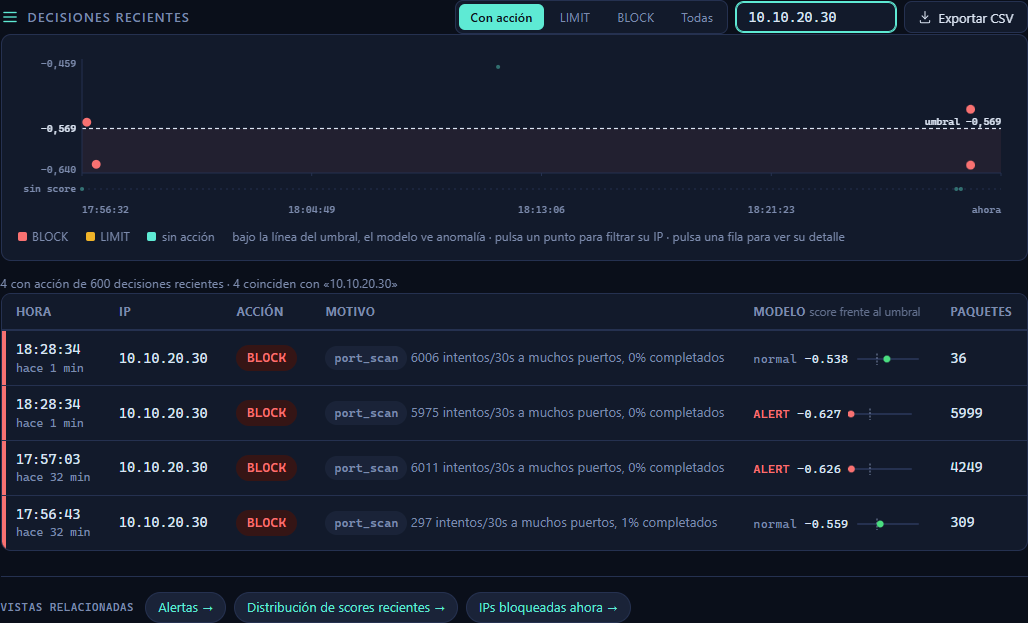 DECISIONES RECIENTES
Con acción LIMIT BLOCK Todas 10.10.20.30 Exportar CSV
−0,459
−0,569
umbral −0,569
−0,640
sin score
17:56:32 18:04:49 18:13:06 18:21:23 ahora
BLOCK LIMIT sin acción bajo la línea del umbral, el modelo ve anomalía · pulsa un punto para filtrar su IP · pulsa una fila para ver su detalle
4 con acción de 600 decisiones recientes · 4 coinciden con «10.10.20.30»
HORA IP ACCIÓN MOTIVO MODELO score frente al umbral PAQUETES
18:28:34
hace 1 min
10.10.20.30 BLOCK port_scan 6006 intentos/30s a muchos puertos, 0% completados normal −0.538 36
18:28:34
hace 1 min
10.10.20.30 BLOCK port_scan 5975 intentos/30s a muchos puertos, 0% completados ALERT −0.627 5999
17:57:03
hace 32 min
10.10.20.30 BLOCK port_scan 6011 intentos/30s a muchos puertos, 0% completados ALERT −0.626 4249
17:56:43
hace 32 min
10.10.20.30 BLOCK port_scan 297 intentos/30s a muchos puertos, 1% completados normal −0.559 309
VISTAS RELACIONADAS Alertas → Distribución de scores recientes → IPs bloqueadas ahora →